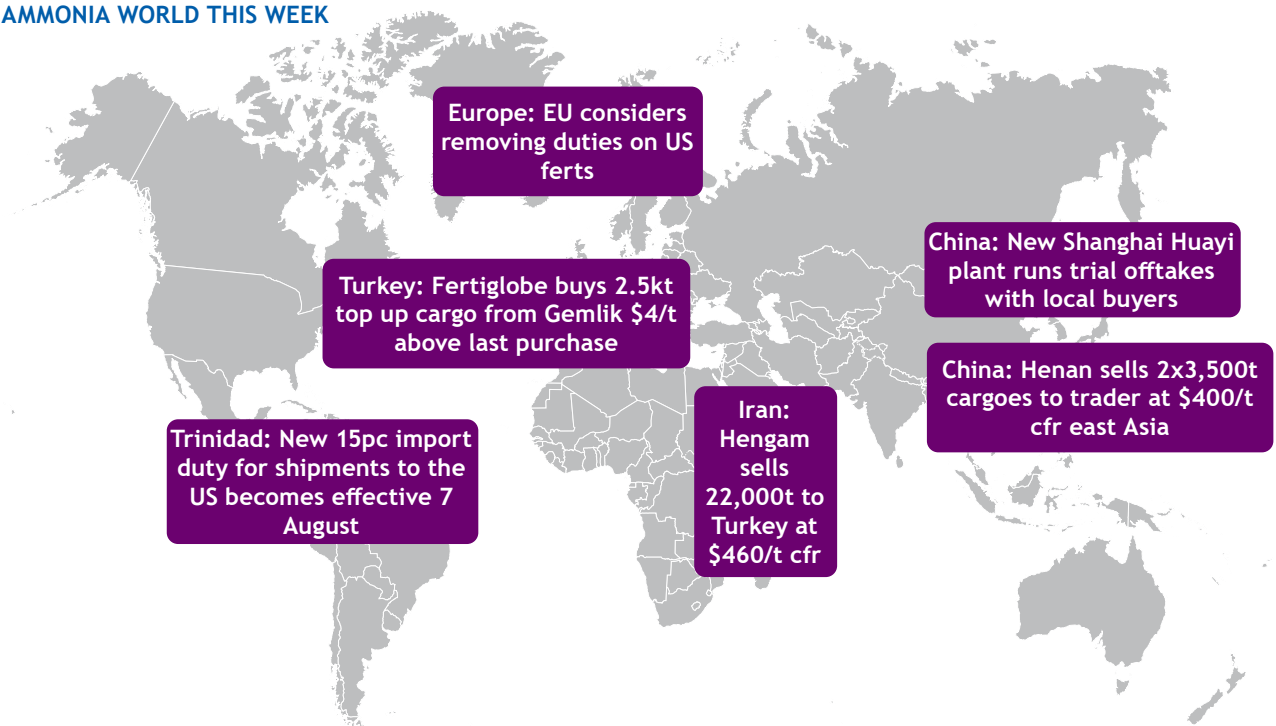 AMMONIA WORLD THIS WEEK
Europe: EU considers
removing duties on US
ferts
China: New Shanghai Huayi
plant runs trial offtakes
with local buyers
Turkey: Fertiglobe buys 2.5kt
top up cargo from Gemlik $4/t
above last purchase
China: Henan sells 2x3,500t
cargoes to trader at $400/t
cfr east Asia
Iran:
Hengam
sells
22,000t to
Turkey at
$460/t cfr
Trinidad: New 15pc import
duty for shipments to the
US becomes effective 7
August